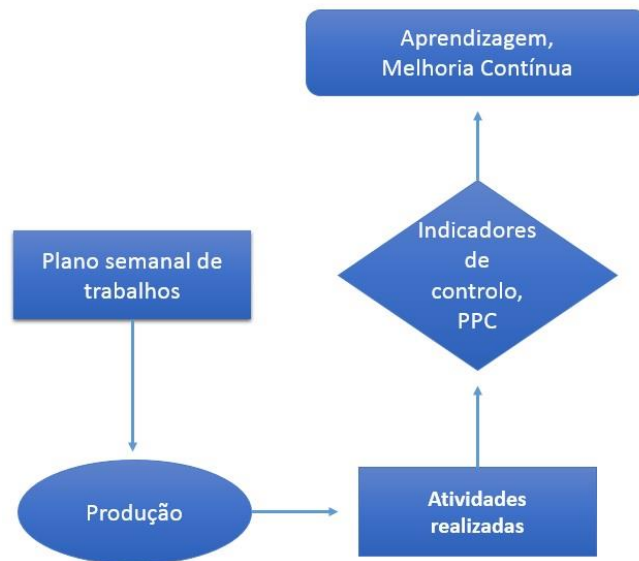 Aprendizagem,
Melhoria Contínua
Indicadores
de
controlo,
PPC
Plano semanal de
trabalhos
Produção
Atividades
realizadas